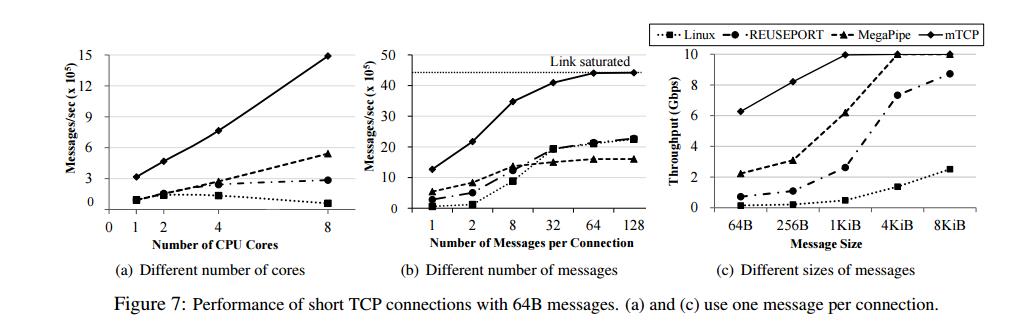 Linux REUSEPORT MegaPipe mTCP
Messages/sec (x 10⁵)
15
12
9
6
3
0
0 1 2 4 8
Number of CPU Cores
(a) Different number of cores
Messages/sec (x 10⁵)
50
40
30
20
10
0
Link saturated
1 2 8 32 64 128
Number of Messages per Connection
(b) Different number of messages
Throughput (Gbps)
10
8
6
4
2
0
64B 256B 1KiB 4KiB 8KiB
Message Size
(c) Different sizes of messages
Figure 7: Performance of short TCP connections with 64B messages. (a) and (c) use one message per connection.